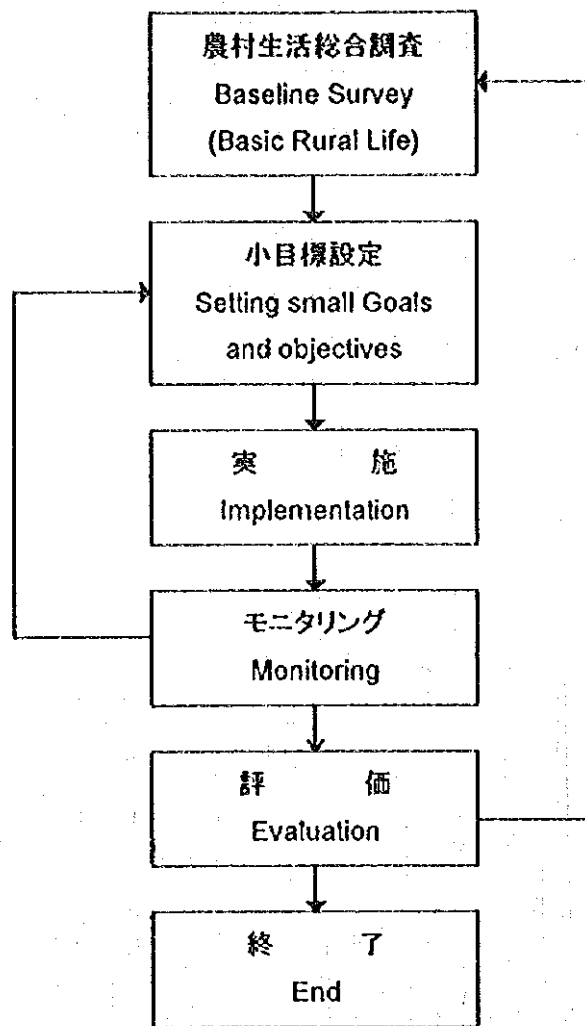 農村生活総合調査
Baseline Survey
(Basic Rural Life)
小目標設定
Setting small Goals
and objectives
実 施
Implementation
モニタリング
Monitoring
評 価
Evaluation
終 了
End